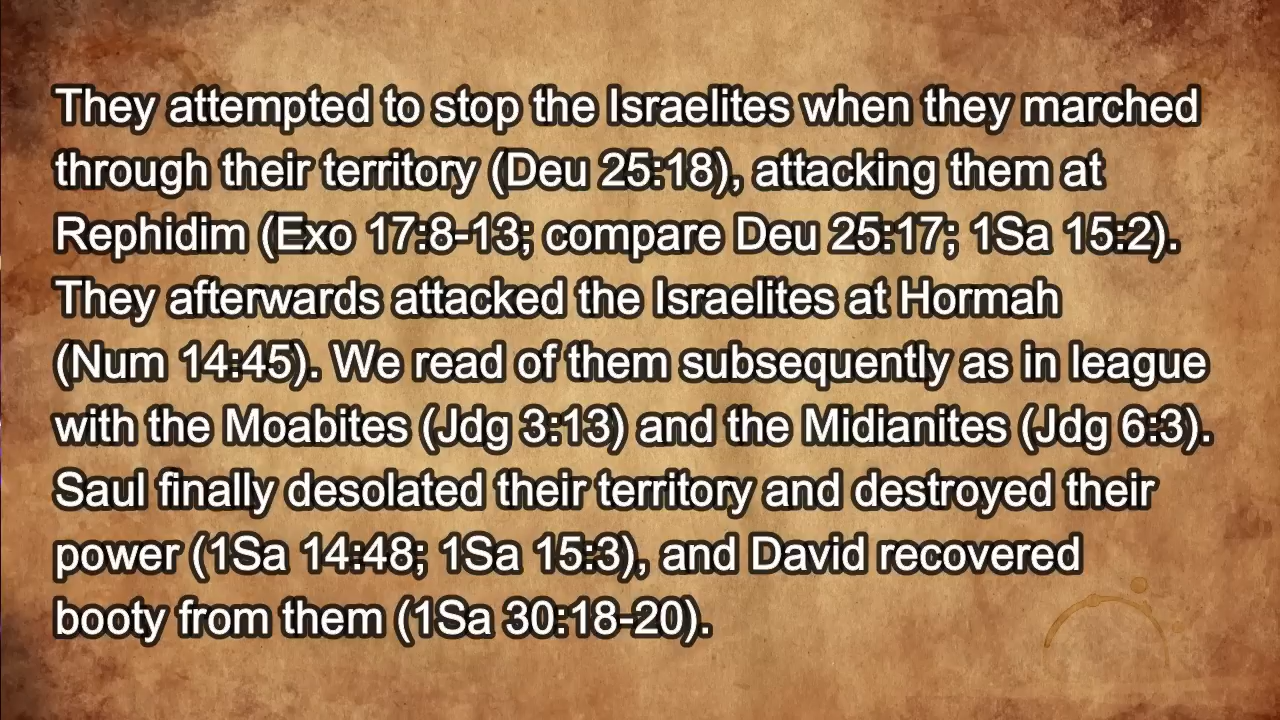 They attempted to stop the Israelites when they marched
through their territory (Deu 25:18), attacking them at
Rephidim (Exo 17:8-13; compare Deu 25:17; 1Sa 15:2).
They afterwards attacked the Israelites at Hormah
(Num 14:45). We read of them subsequently as in league
with the Moabites (Jdg 3:13) and the Midianites (Jdg 6:3).
Saul finally desolated their territory and destroyed their
power (1Sa 14:48; 1Sa 15:3), and David recovered
booty from them (1Sa 30:18-20).